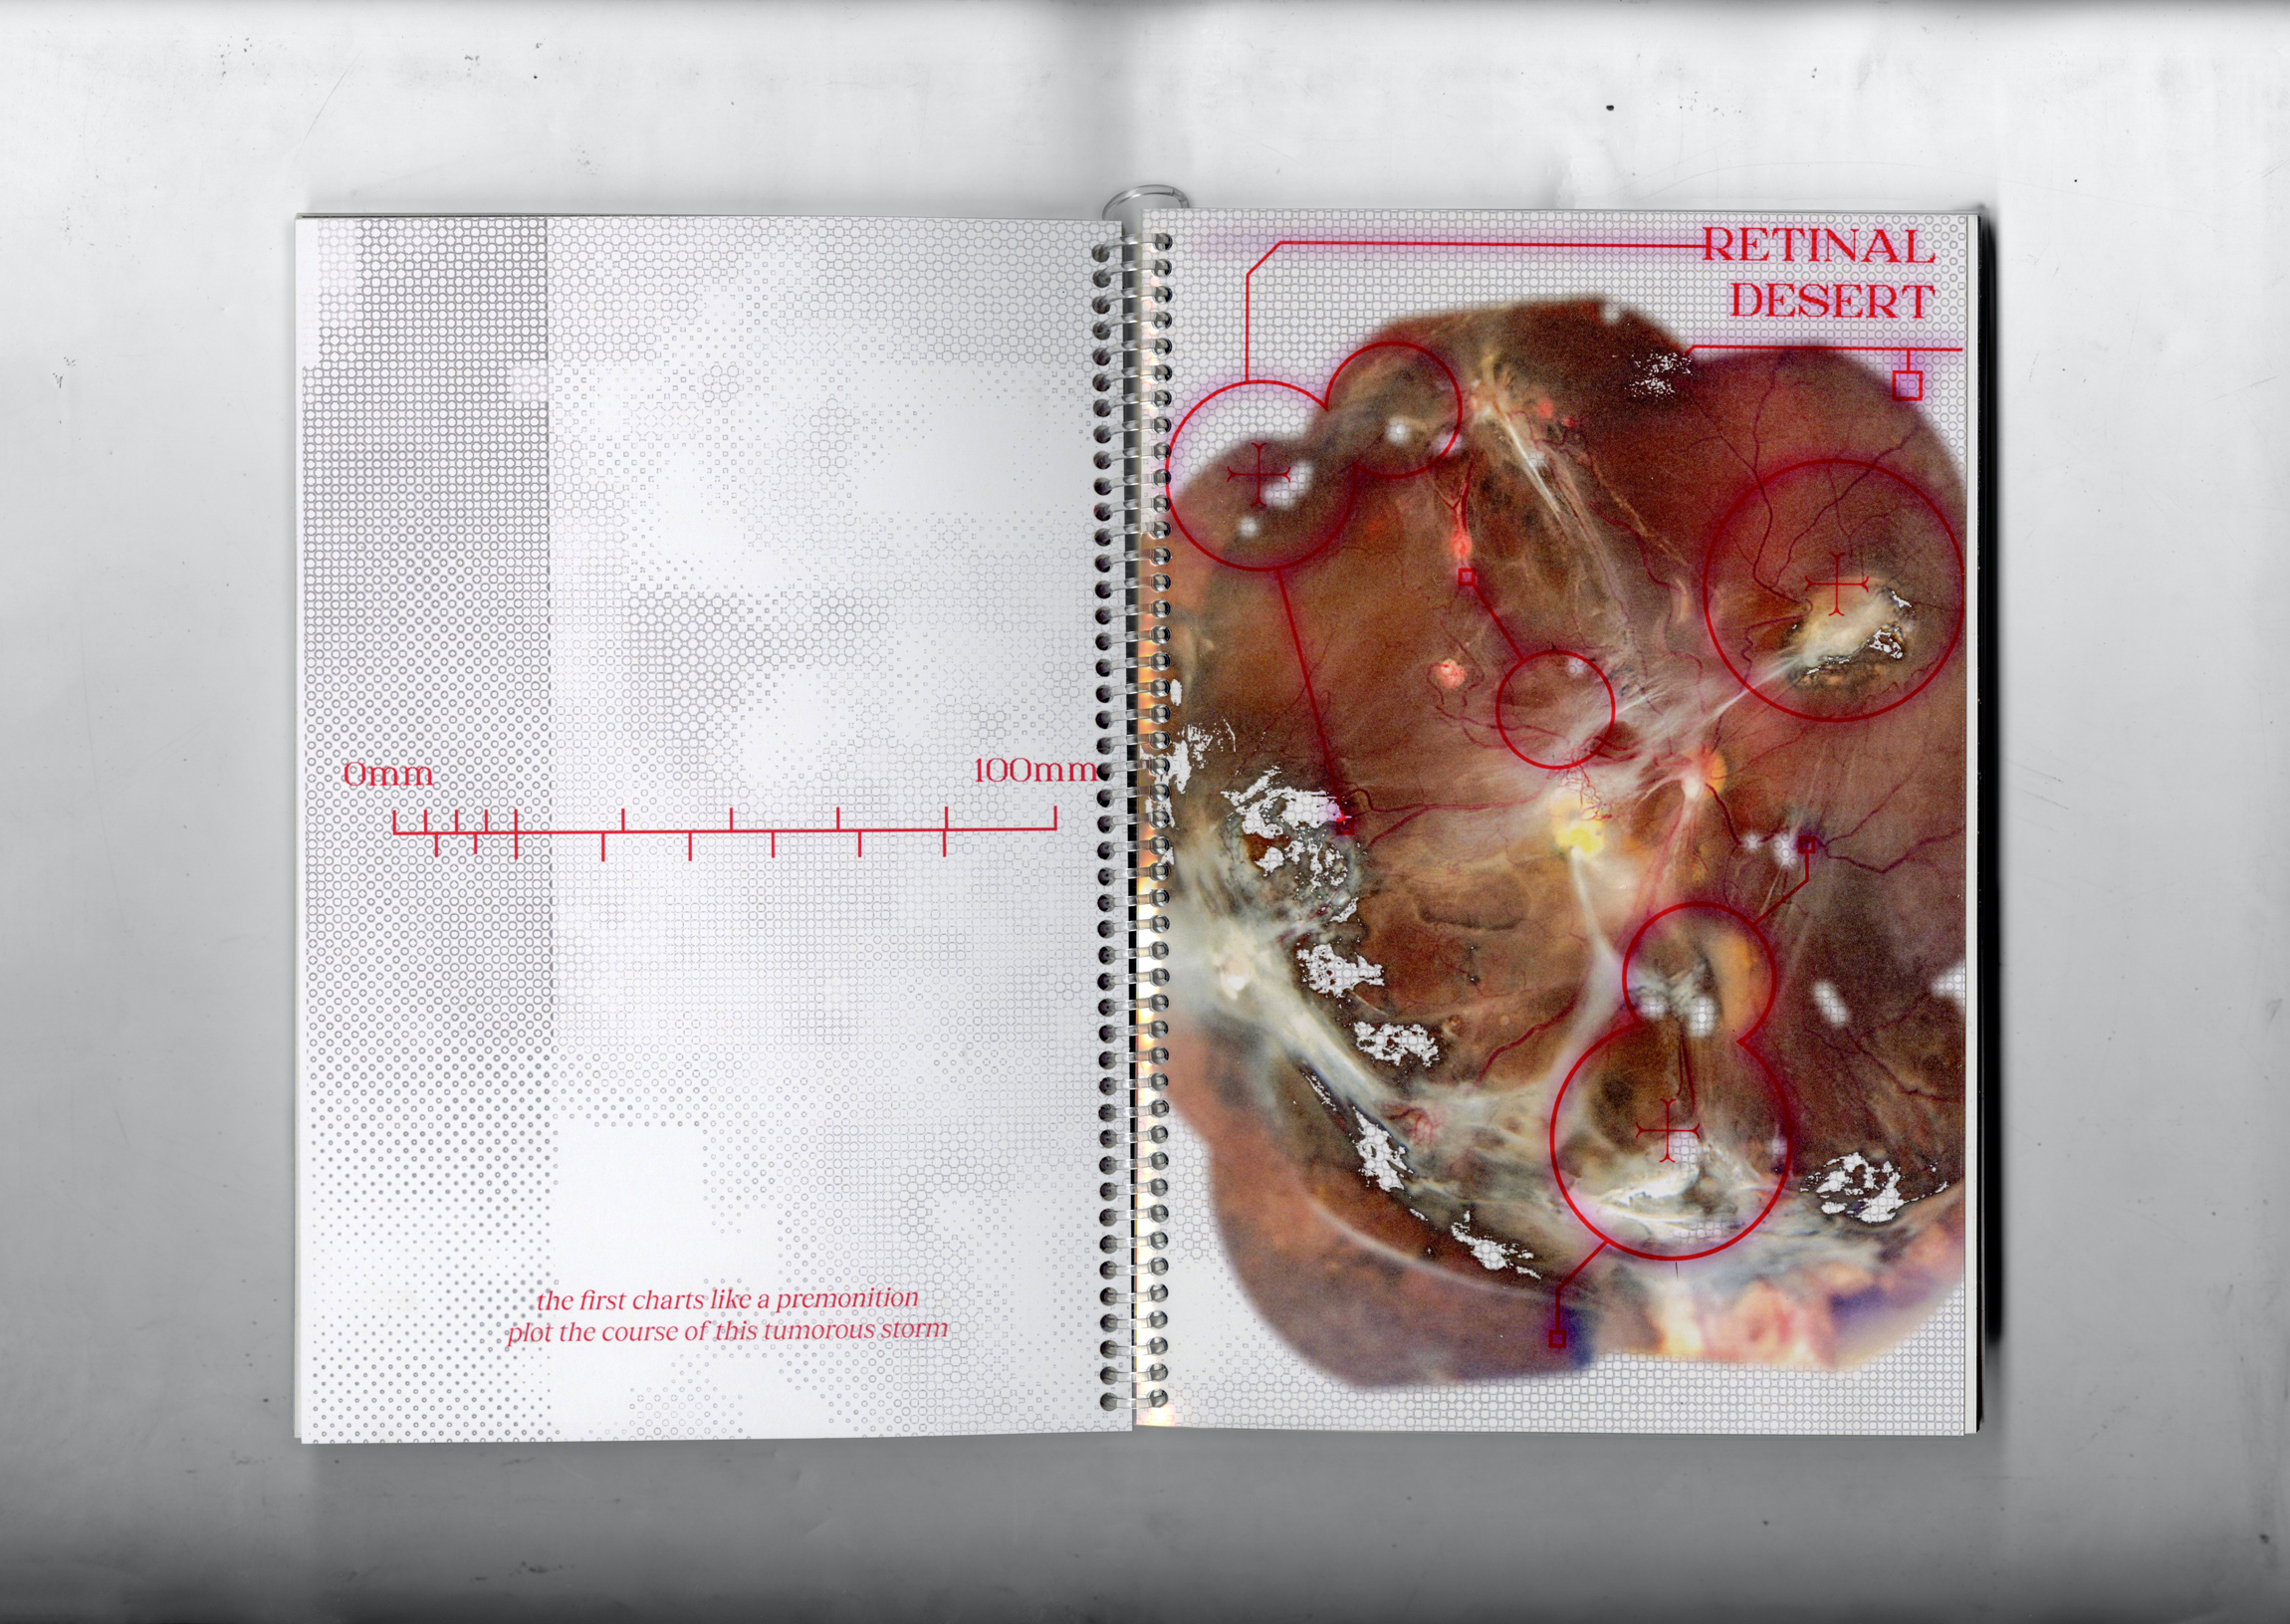 0mm
100mm
the first charts like a premonition
plot the course of this tumorous storm
RETINAL
DESERT